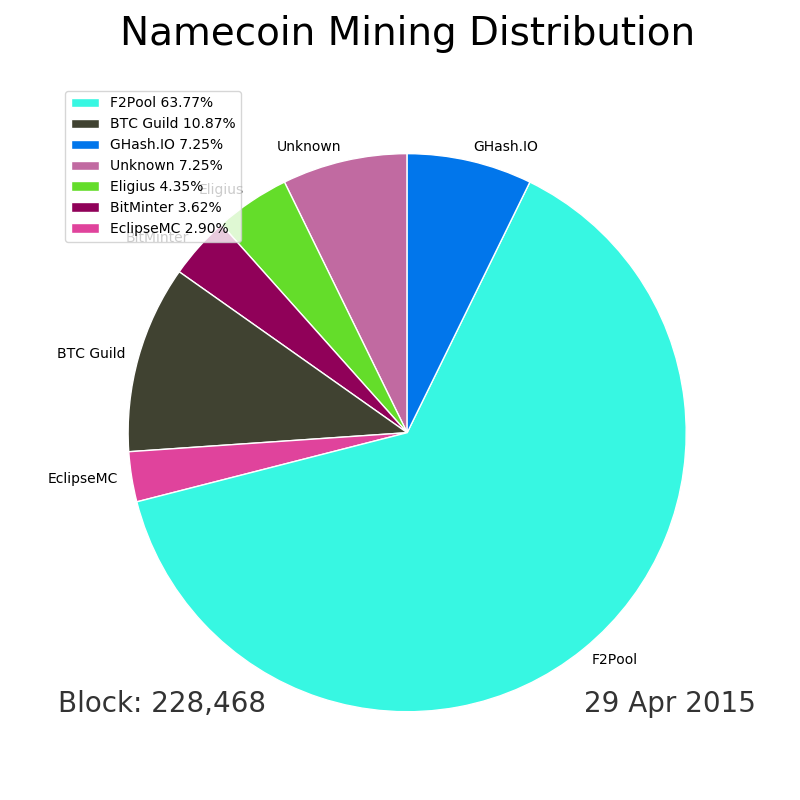 Namecoin Mining Distribution
F2Pool 63.77%
BTC Guild 10.87%
GHash.IO 7.25%
Unknown 7.25%
Eligius 4.35%
BitMinter 3.62%
EclipseMC 2.90%
Unknown
GHash.IO
Eligius
BitMinter
BTC Guild
EclipseMC
F2Pool
Block: 228,468
29 Apr 2015